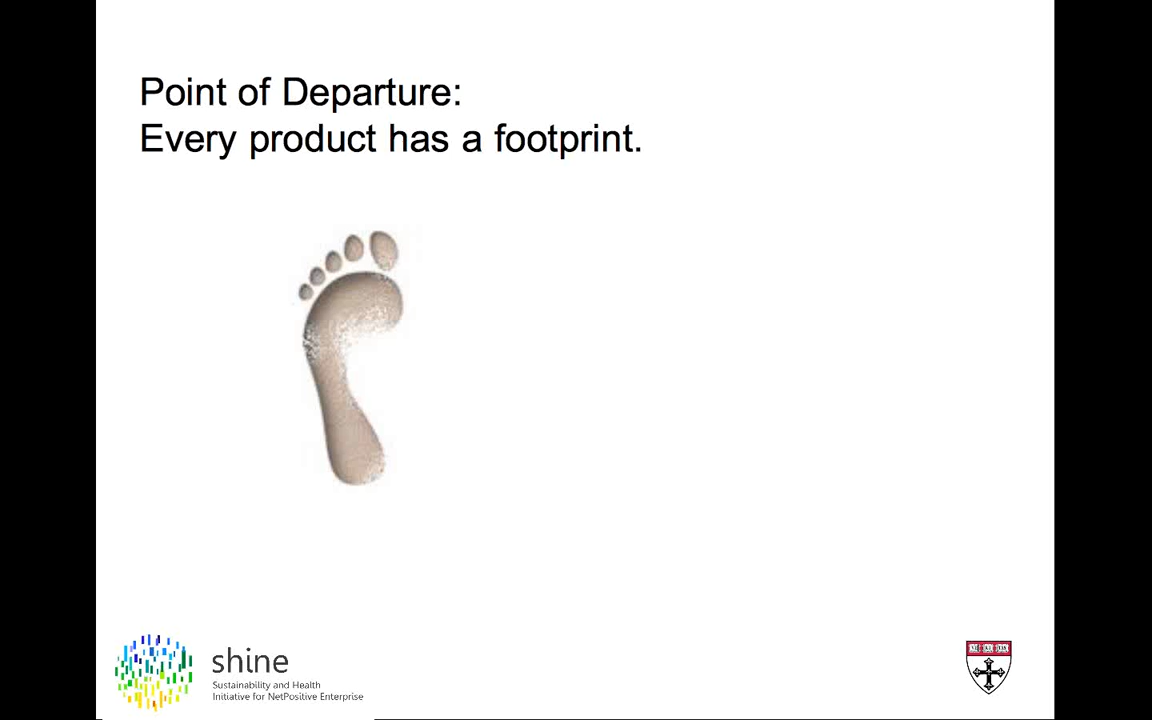 Point of Departure:
Every product has a footprint.
shine
Sustainability and Health
Initiative for NetPositive Enterprise